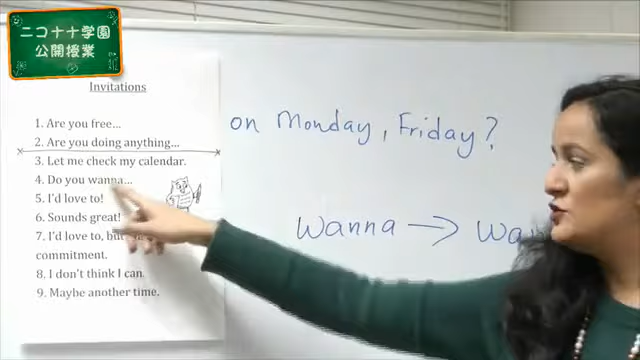 ニコ十十学園
公開授業
Invitations
1. Are you free...
2. Are you doing anything...
3. Let me check my calendar.
4. Do you wanna...
5. I'd love to!
6. Sounds great!
7. I'd love to, but
commitment.
8. I don't think I can.
9. Maybe another time.
on Monday, Friday?
Wanna → wa